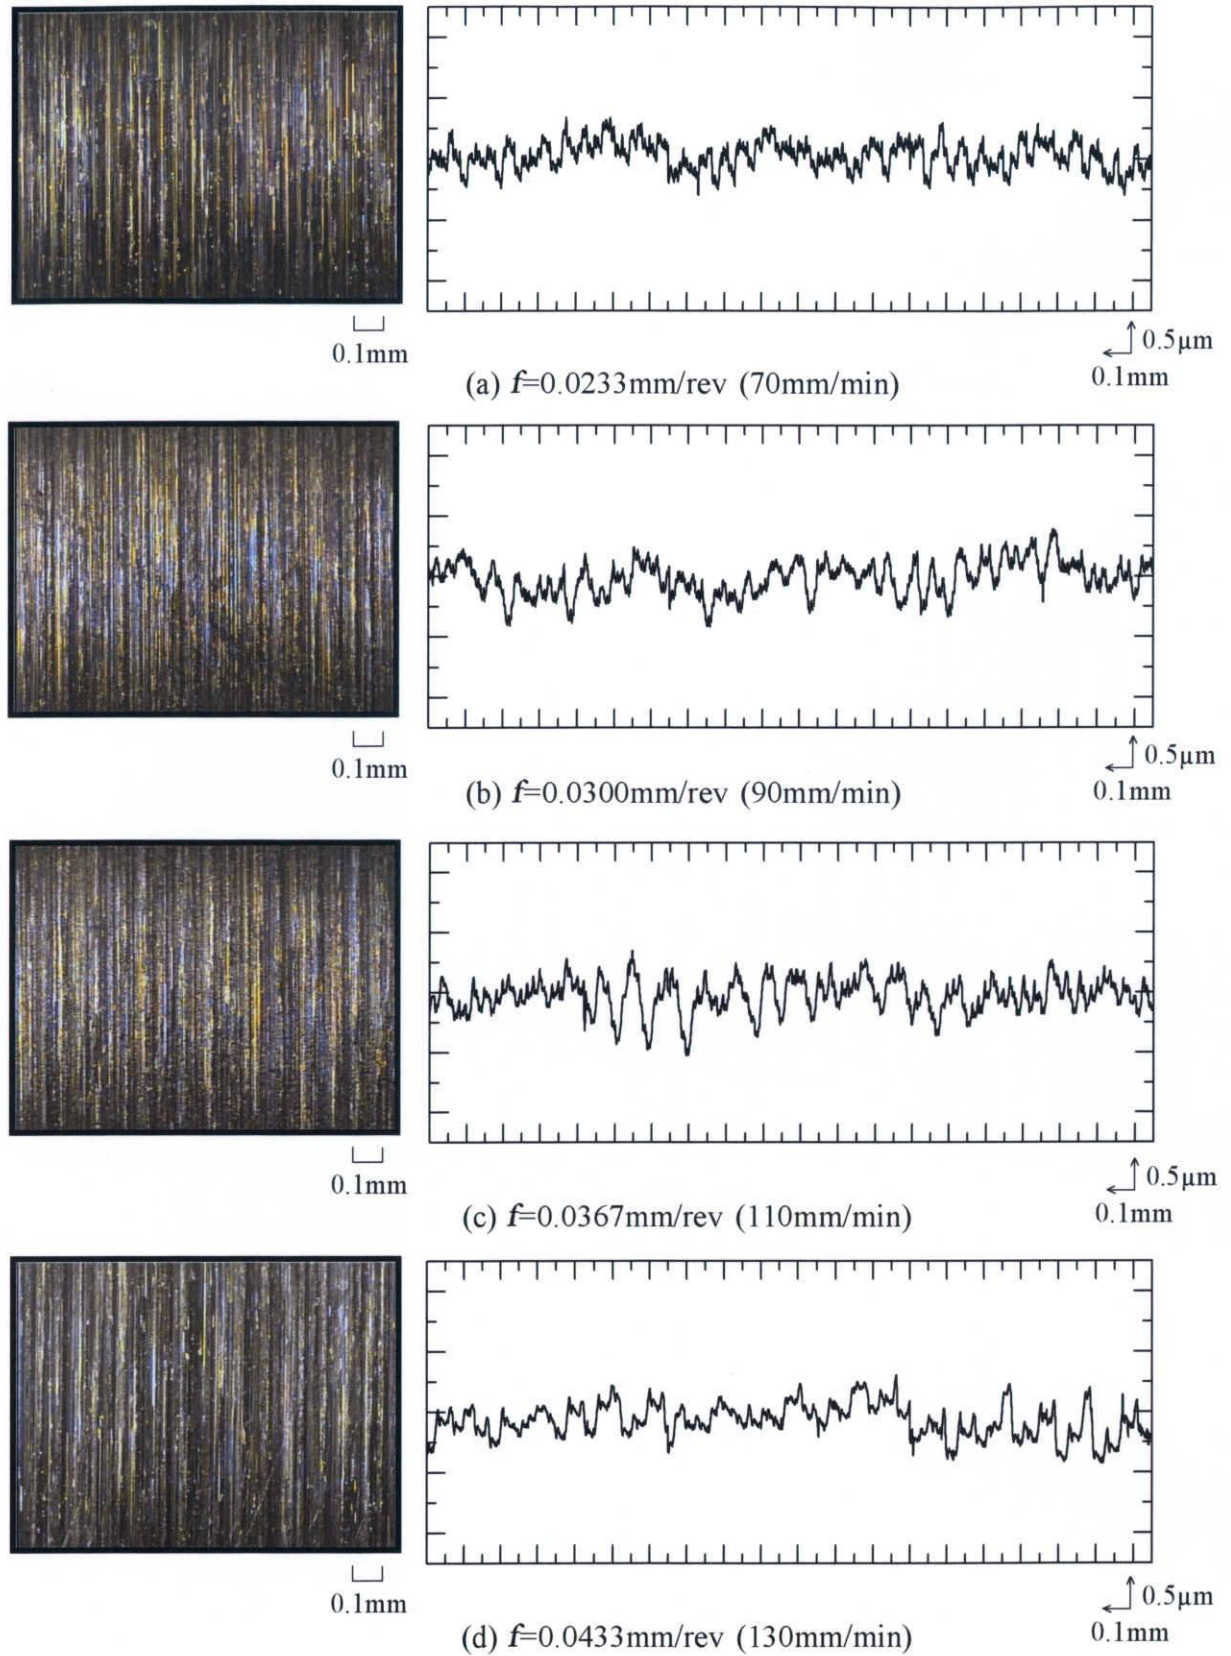 0.1mm
0.5µm
0.1mm
(a) f=0.0233mm/rev (70mm/min)
0.1mm
0.5µm
0.1mm
(b) f=0.0300mm/rev (90mm/min)
0.1mm
0.5µm
0.1mm
(c) f=0.0367mm/rev (110mm/min)
0.1mm
0.5µm
0.1mm
(d) f=0.0433mm/rev (130mm/min)